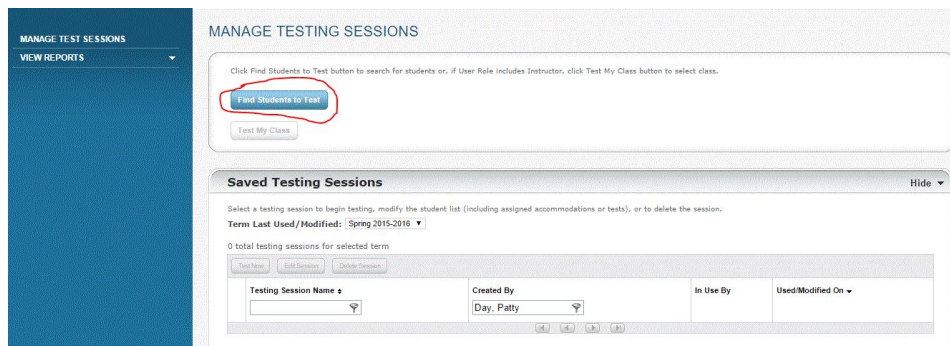 MANAGE TEST SESSIONS
VIEW REPORTS
MANAGE TESTING SESSIONS
Click Find Students to Test button to search for students or, if User Role includes Instructor, click Test My Class button to select class.
Find Students to Test
Test My Class
Saved Testing Sessions
Hide
Select a testing session to begin testing, modify the student list (including assigned accommodations or tests), or to delete the session.
Term Last Used/Modified: Spring 2015-2016
0 total testing sessions for selected term
Test Now Edit Session Delete Session
Testing Session Name Created By In Use By Used/Modified On
Day, Patty